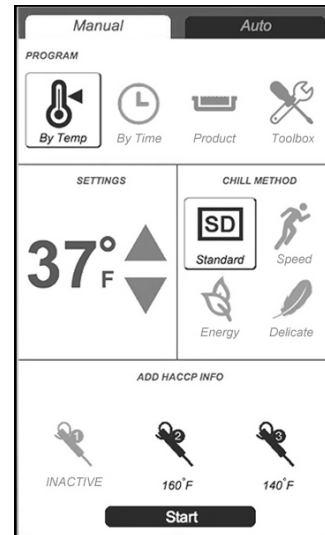 Manual
Auto
PROGRAM
By Temp
By Time
Product
Toolbox
SETTINGS
CHILL METHOD
37°F
SD
Standard
Speed
Energy
Delicate
ADD HACCP INFO
1
2
3
INACTIVE
160°F
140°F
Start